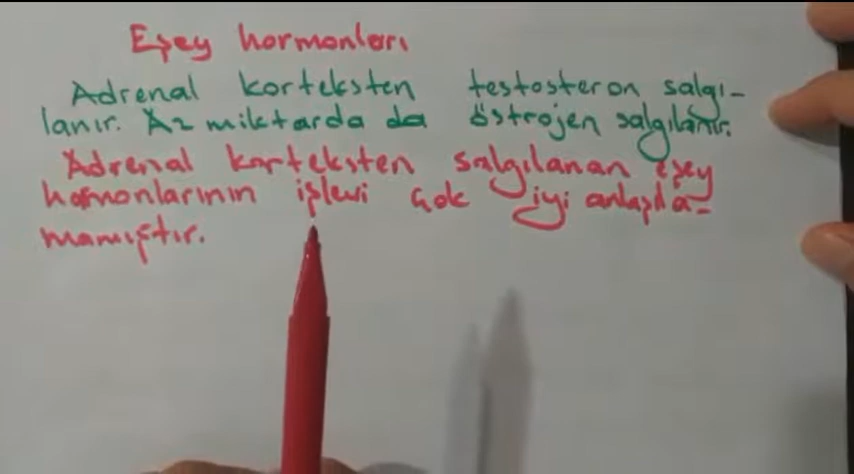 Eşey hormonları
Adrenal korteksten testosteron salgı-
lanır. Az miktarda da östrojen salgılanır.
Adrenal korteksten salgılanan eşey
hormonlarının işlevi çok iyi anlaşıla-
mamıştır.